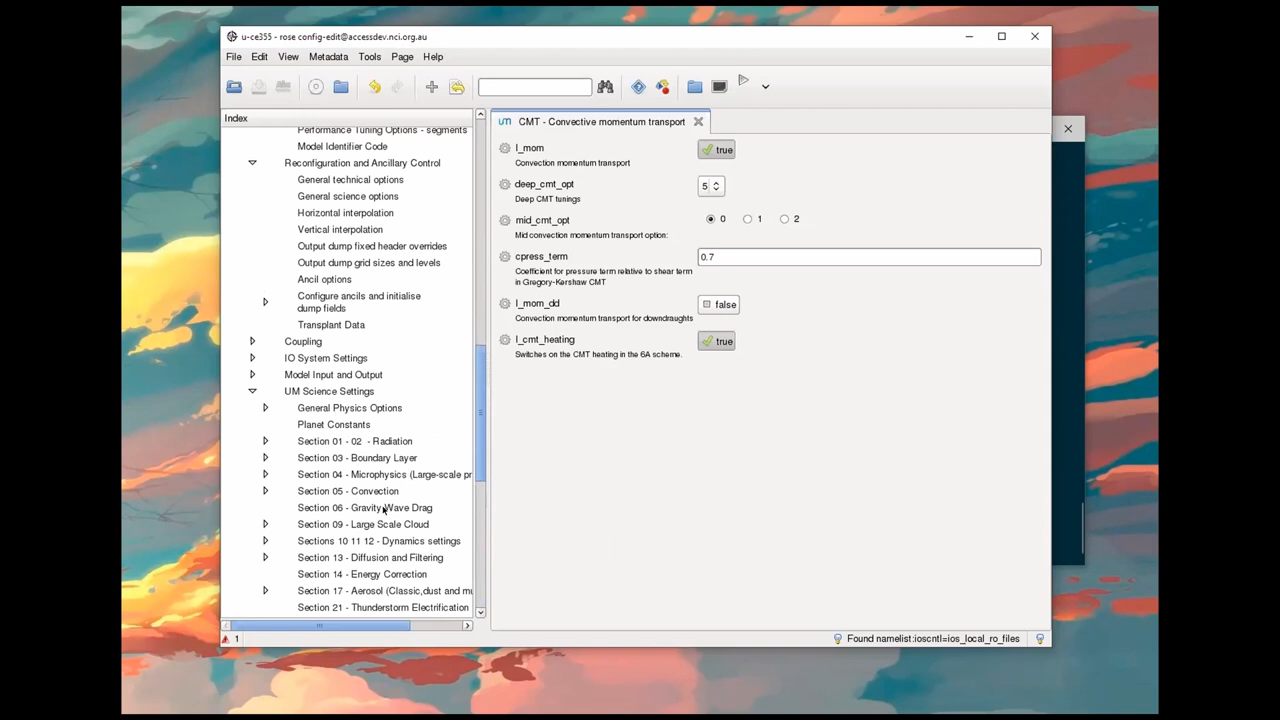 u-ce355 - rose config-edit@accessdev.nci.org.au
File Edit View Metadata Tools Page Help
Index
Performance Tuning Options - segments
Model Identifier Code
Reconfiguration and Ancillary Control
General technical options
General science options
Horizontal interpolation
Vertical interpolation
Output dump fixed header overrides
Output dump grid sizes and levels
Ancil options
Configure ancils and initialise
dump fields
Transplant Data
Coupling
IO System Settings
Model Input and Output
UM Science Settings
General Physics Options
Planet Constants
Section 01 - 02 - Radiation
Section 03 - Boundary Layer
Section 04 - Microphysics (Large-scale pr
Section 05 - Convection
Section 06 - Gravity Wave Drag
Section 09 - Large Scale Cloud
Sections 10 11 12 - Dynamics settings
Section 13 - Diffusion and Filtering
Section 14 - Energy Correction
Section 17 - Aerosol (Classic,dust and mu
Section 21 - Thunderstorm Electrification
UM CMT - Convective momentum transport
l_mom true
Convection momentum transport
deep_cmt_opt 5
Deep CMT tunings
mid_cmt_opt 0 1 2
Mid convection momentum transport option:
cpress_term 0.7
Coefficient for pressure term relative to shear term
in Gregory-Kershaw CMT
l_mom_dd false
Convection momentum transport for downdraughts
l_cmt_heating true
Switches on the CMT heating in the 6A scheme.
1 Found namelist:ioscntl=ios_local_ro_files